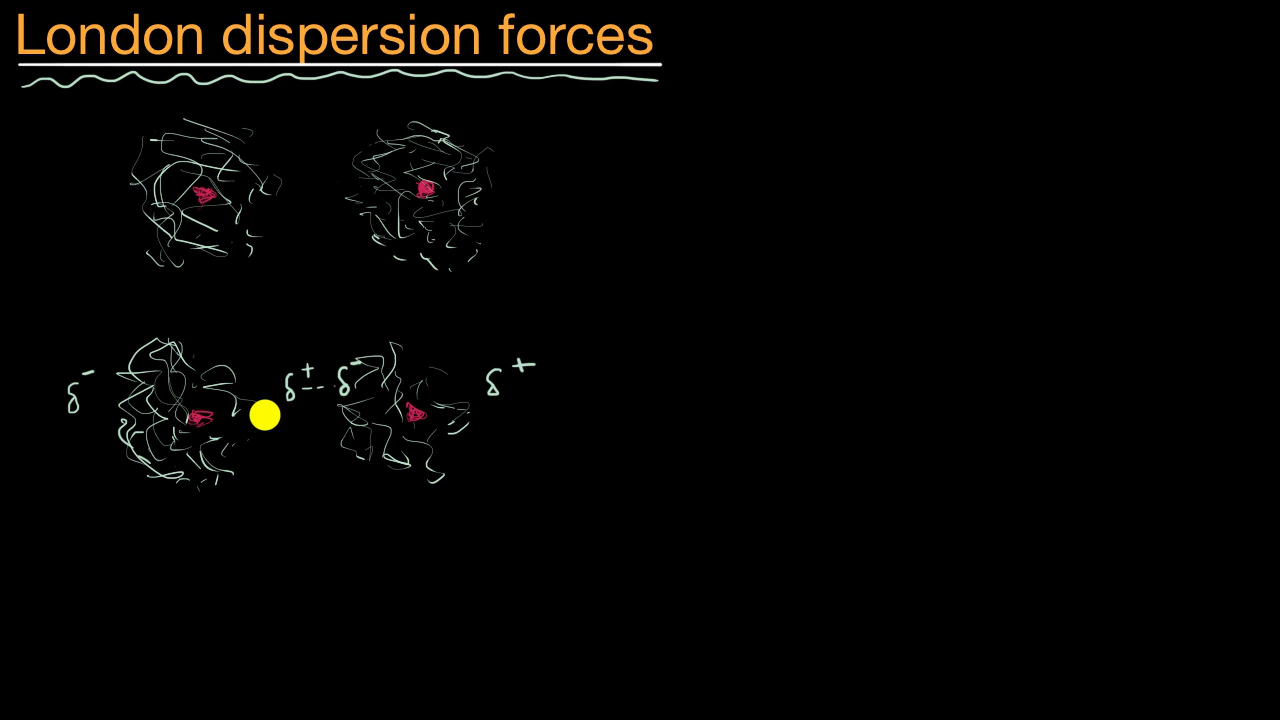 London dispersion forces
δ⁻ δ⁺ -- δ⁻ δ⁺